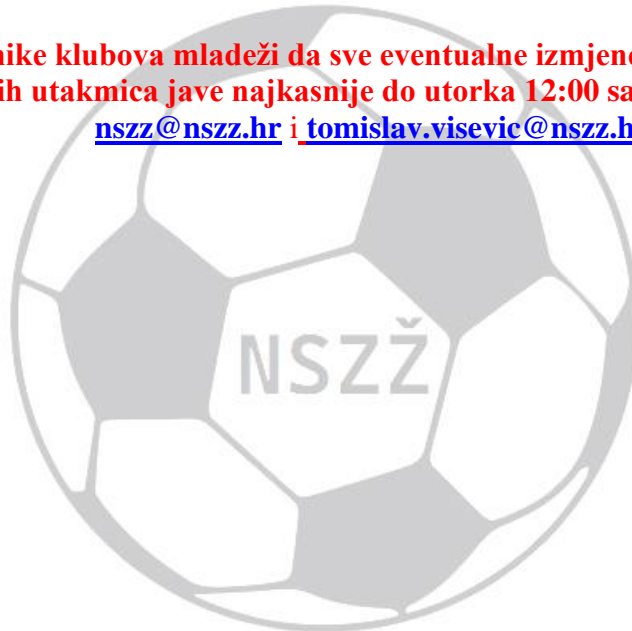 nike klubova mladeži da sve eventualne izmjene
ih utakmica jave najkasnije do utorka 12:00 sa
nszz@nszz.hr i tomislav.visevic@nszz.h
NSZŽ